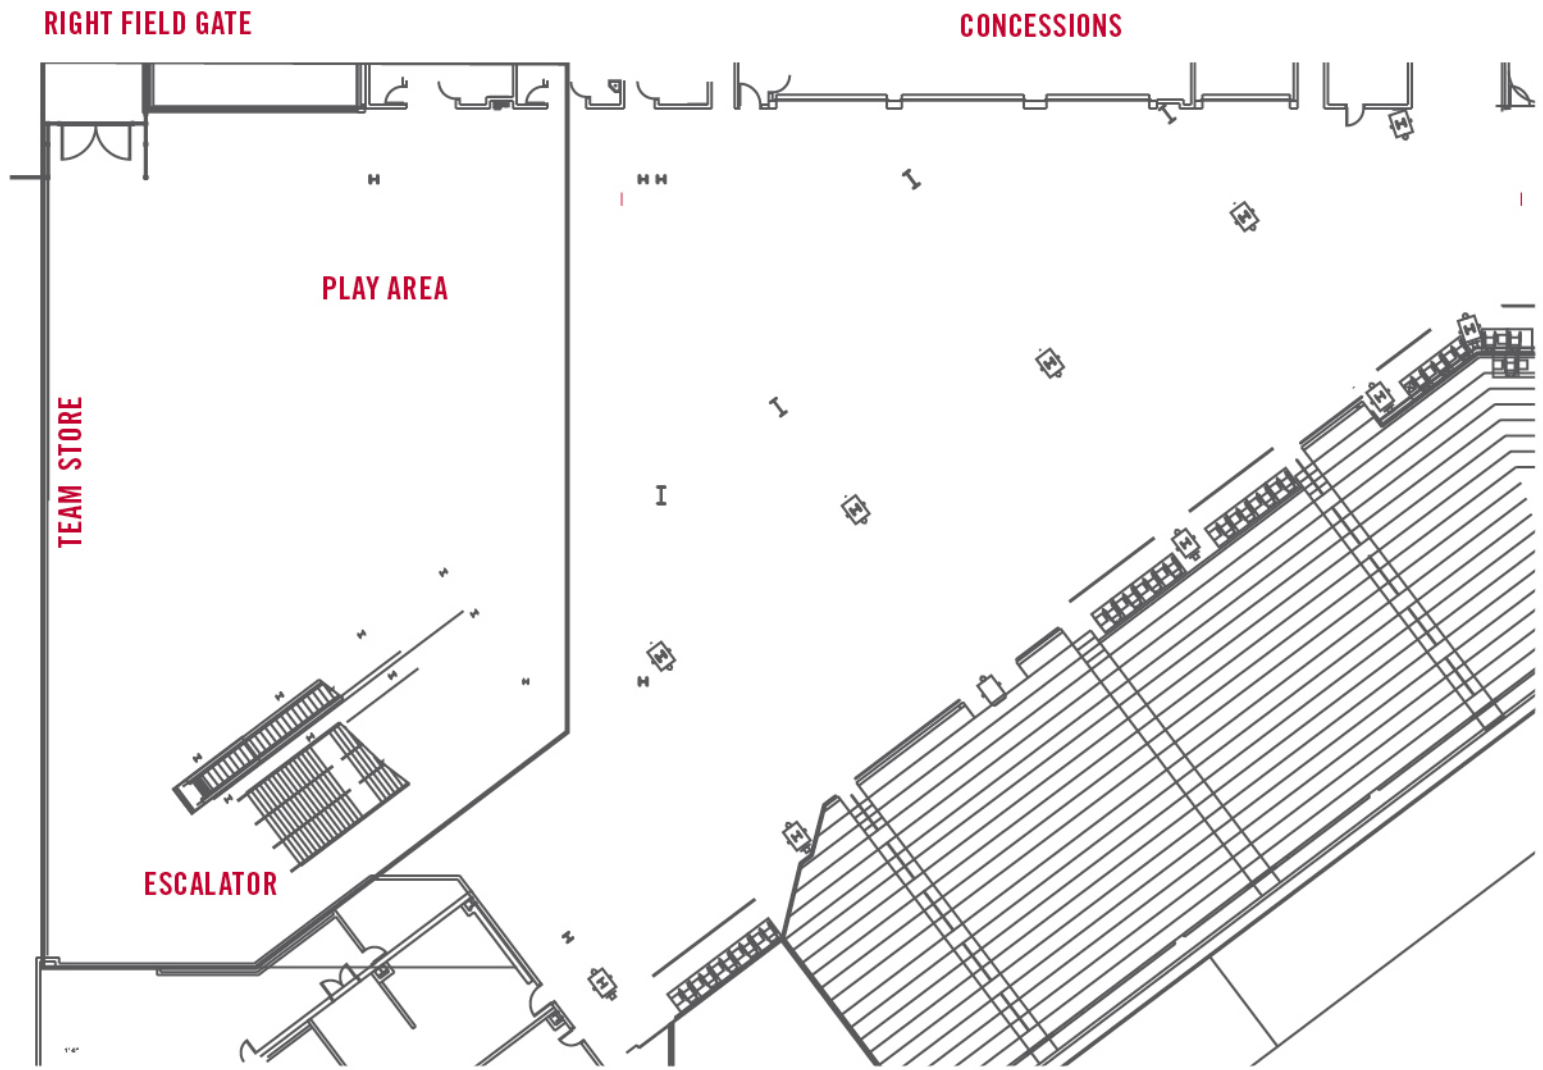 RIGHT FIELD GATE
CONCESSIONS
PLAY AREA
TEAM STORE
ESCALATOR